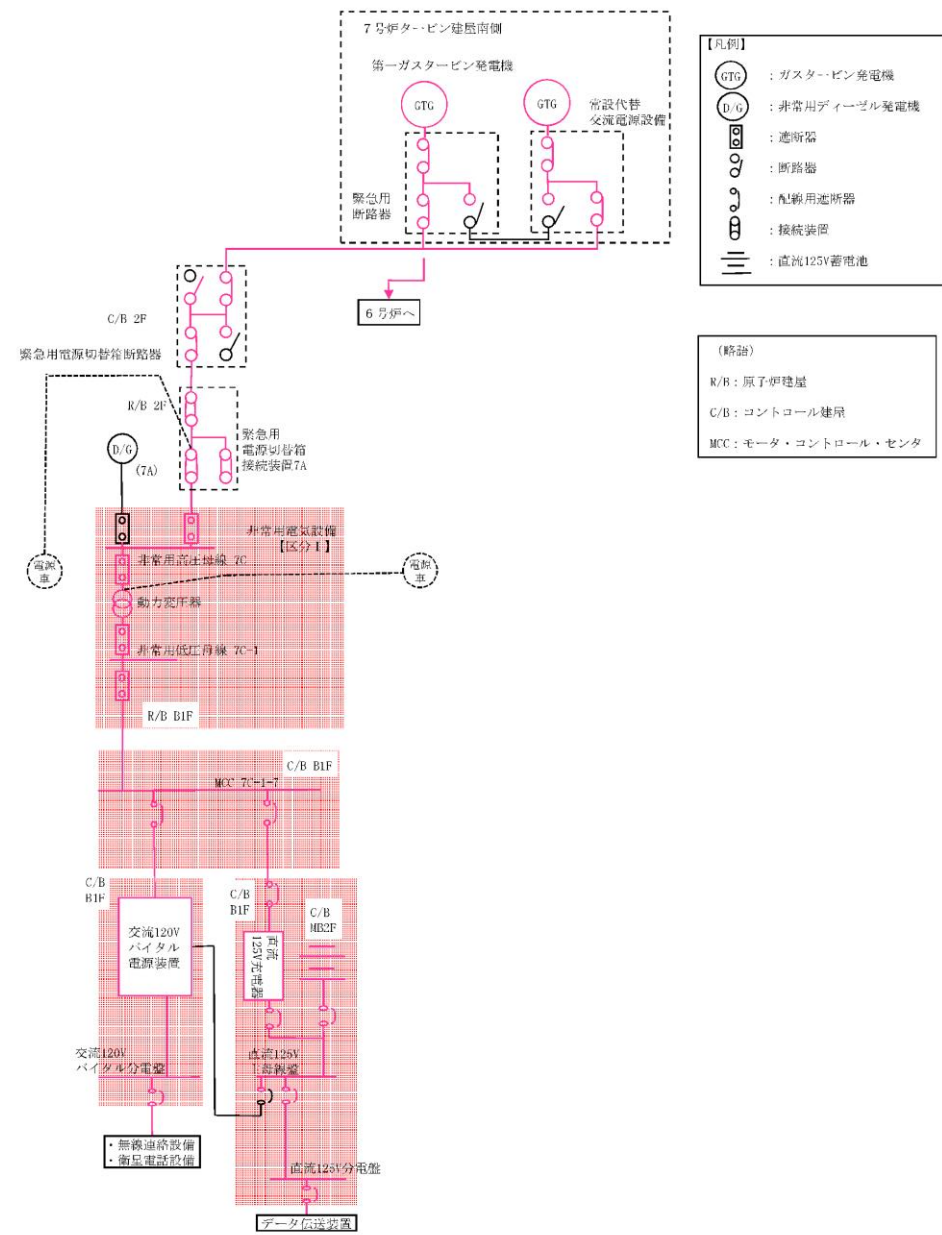 7号炉タービン建屋南側
第一ガスタービン発電機
GTG
GTG
常設代替
交流電源設備
緊急用
断路器
6号炉へ
【凡例】
GTG
：ガスタービン発電機
D/G
：非常用ディーゼル発電機
：遮断器
：断路器
：配線用遮断器
：接続装置
：直流125V蓄電池
（略語）
R/B：原子炉建屋
C/B：コントロール建屋
MCC：モータ・コントロール・センタ
C/B 2F
緊急用電源切替箱断路器
R/B 2F
緊急用
電源切替箱
接続装置7A
D/G
(7A)
非常用電気設備
【区分Ⅰ】
電源
車
電源
車
非常用高圧母線 7C
動力変圧器
非常用低圧母線 7C-1
R/B B1F
C/B B1F
MCC 7C-1-7
C/B
B1F
交流120V
バイタル
電源装置
C/B
B1F
直流
125V充電器
C/B
MB2F
交流120V
バイタル分電盤
直流125V
主母線盤
・無線連絡設備
・衛星電話設備
直流125V分電盤
データ伝送装置